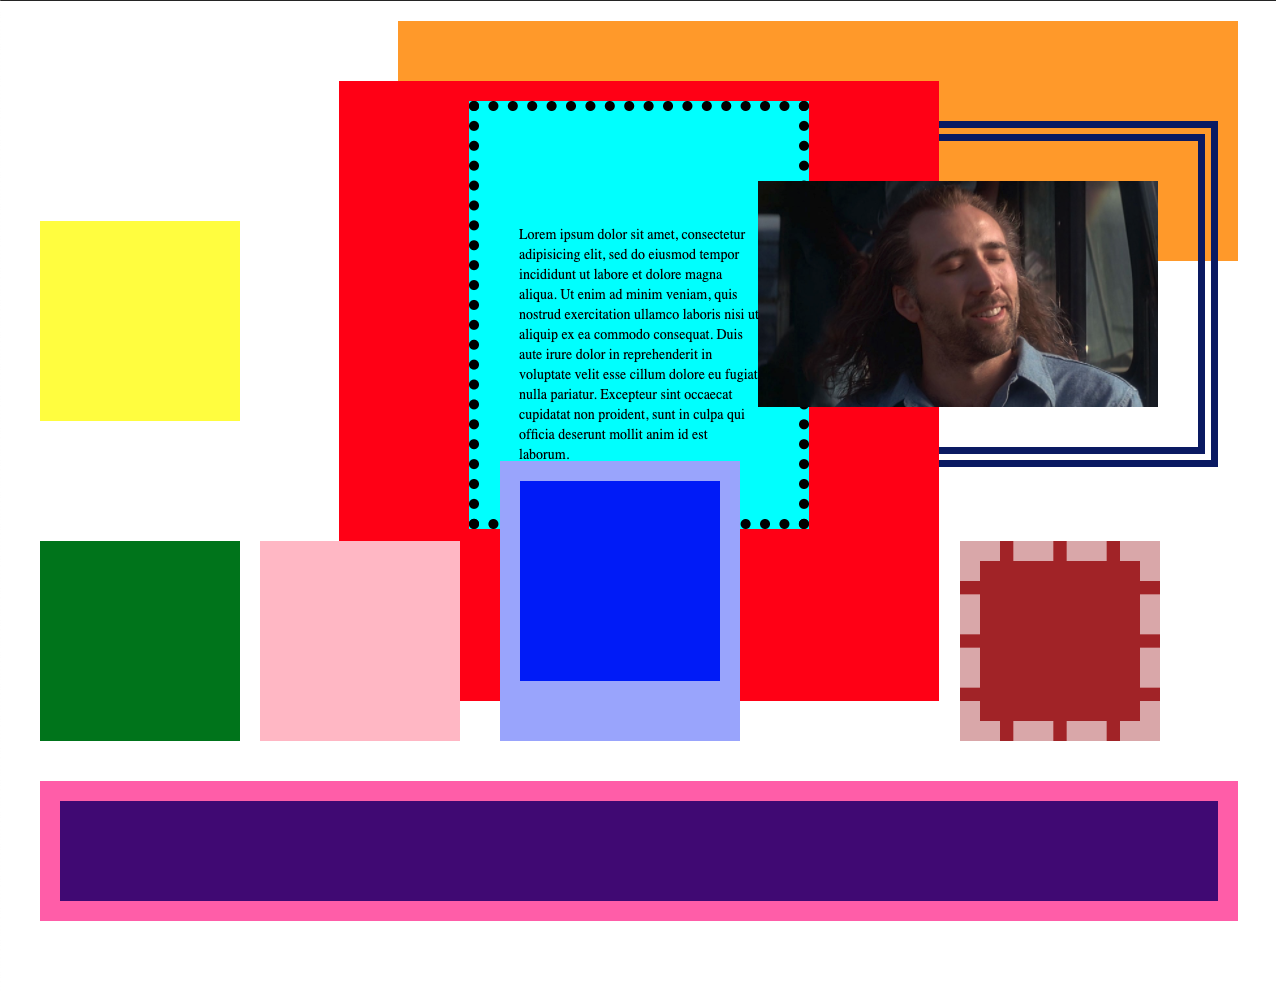 Lorem ipsum dolor sit amet, consectetur
adipisicing elit, sed do eiusmod tempor
incididunt ut labore et dolore magna
aliqua. Ut enim ad minim veniam, quis
nostrud exercitation ullamco laboris nisi ut
aliquip ex ea commodo consequat. Duis
aute irure dolor in reprehenderit in
voluptate velit esse cillum dolore eu fugiat
nulla pariatur. Excepteur sint occaecat
cupidatat non proident, sunt in culpa qui
officia deserunt mollit anim id est
laborum.